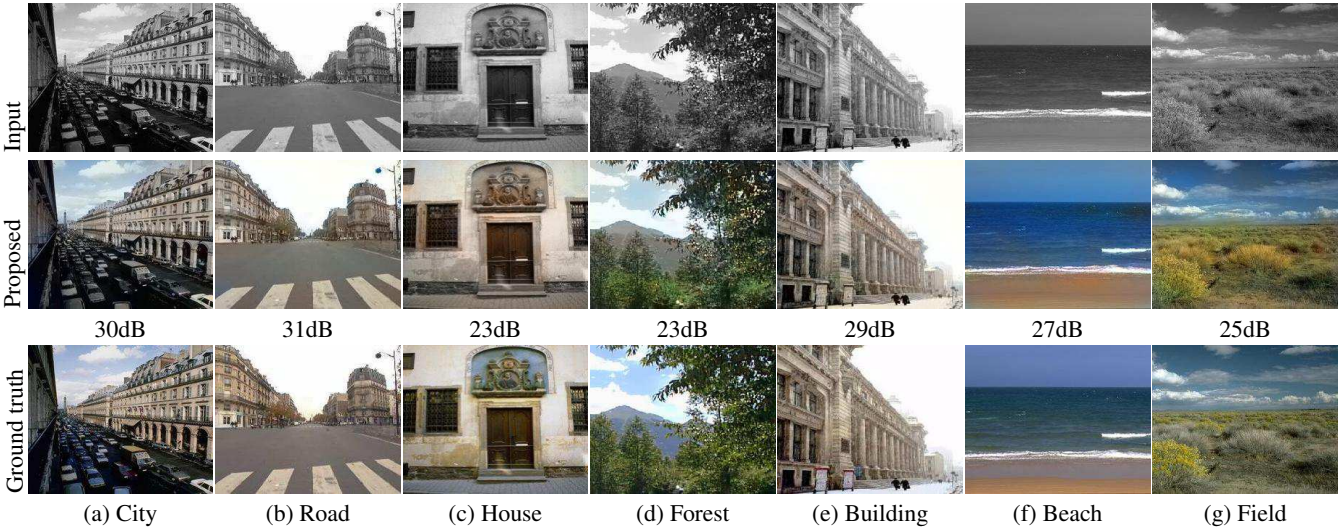 Input
Proposed
30dB 31dB 23dB 23dB 29dB 27dB 25dB
Ground truth
(a) City (b) Road (c) House (d) Forest (e) Building (f) Beach (g) Field